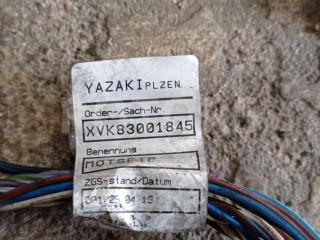 YAZAKI PLZEN
Order-/Sach-Nr.
XVK83001845
Benennung
ZGS-stand/Datum